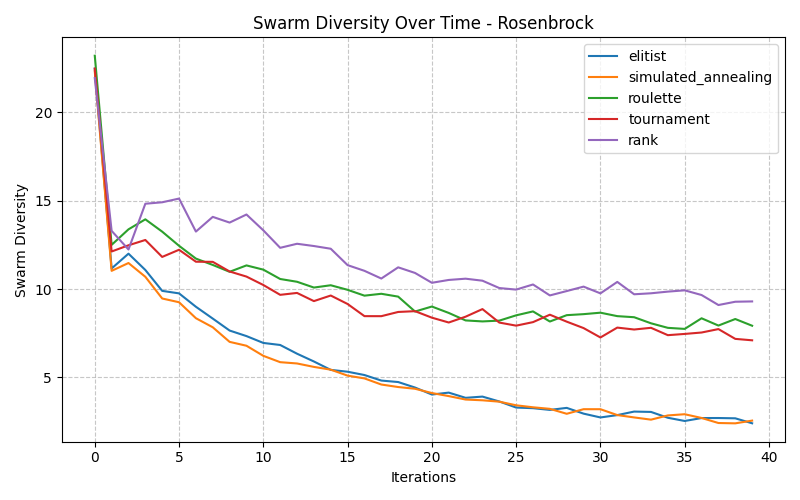 Swarm Diversity Over Time - Rosenbrock
elitist
simulated_annealing
roulette
tournament
rank
Swarm Diversity
20
15
10
5
0 5 10 15 20 25 30 35 40
Iterations